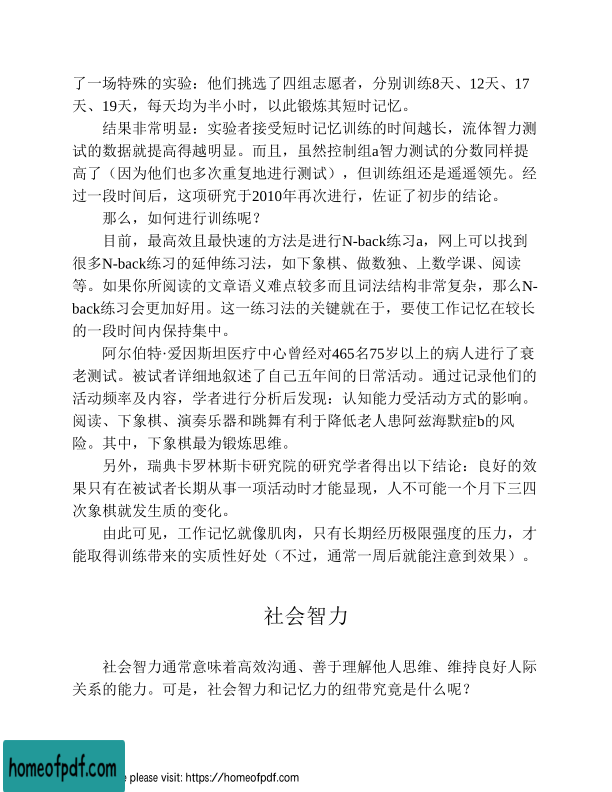 了一场特殊的实验：他们挑选了四组志愿者，分别训练8天、12天、17
天、19天，每天均为半小时，以此锻炼其短时记忆。
结果非常明显：实验者接受短时记忆训练的时间越长，流体智力测
试的数据就提高得越明显。而且，虽然控制组a智力测试的分数同样提
高了（因为他们也多次重复地进行测试），但训练组还是遥遥领先。经
过一段时间后，这项研究于2010年再次进行，佐证了初步的结论。
那么，如何进行训练呢？
目前，最高效且最快速的方法是进行N-back练习a，网上可以找到
很多N-back练习的延伸练习法，如下象棋、做数独、上数学课、阅读
等。如果你所阅读的文章语义难点较多而且词法结构非常复杂，那么N-
back练习会更加好用。这一练习法的关键就在于，要使工作记忆在较长
的一段时间内保持集中。
阿尔伯特·爱因斯坦医疗中心曾经对465名75岁以上的病人进行了衰
老测试。被试者详细地叙述了自己五年间的日常活动。通过记录他们的
活动频率及内容，学者进行分析后发现：认知能力受活动方式的影响。
阅读、下象棋、演奏乐器和跳舞有利于降低老人患阿兹海默症b的风
险。其中，下象棋最为锻炼思维。
另外，瑞典卡罗林斯卡研究院的研究学者得出以下结论：良好的效
果只有在被试者长期从事一项活动时才能显现，人不可能一个月下三四
次象棋就发生质的变化。
由此可见，工作记忆就像肌肉，只有长期经历极限强度的压力，才
能取得训练带来的实质性好处（不过，通常一周后就能注意到效果）。
社会智力
社会智力通常意味着高效沟通、善于理解他人思维、维持良好人际
关系的能力。可是，社会智力和记忆力的纽带究竟是什么呢？
homeofpdf.com
please visit: https://homeofpdf.com